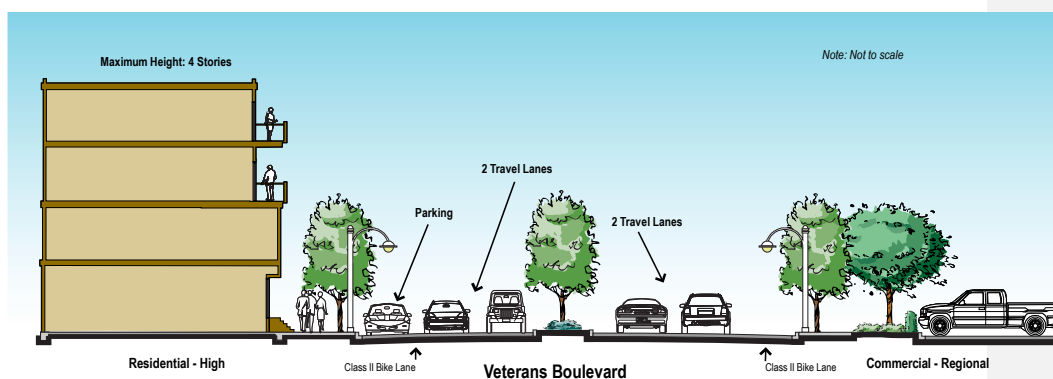 Maximum Height: 4 Stories
Note: Not to scale
2 Travel Lanes
Parking
2 Travel Lanes
Residential - High
Class II Bike Lane
Veterans Boulevard
Class II Bike Lane
Commercial - Regional